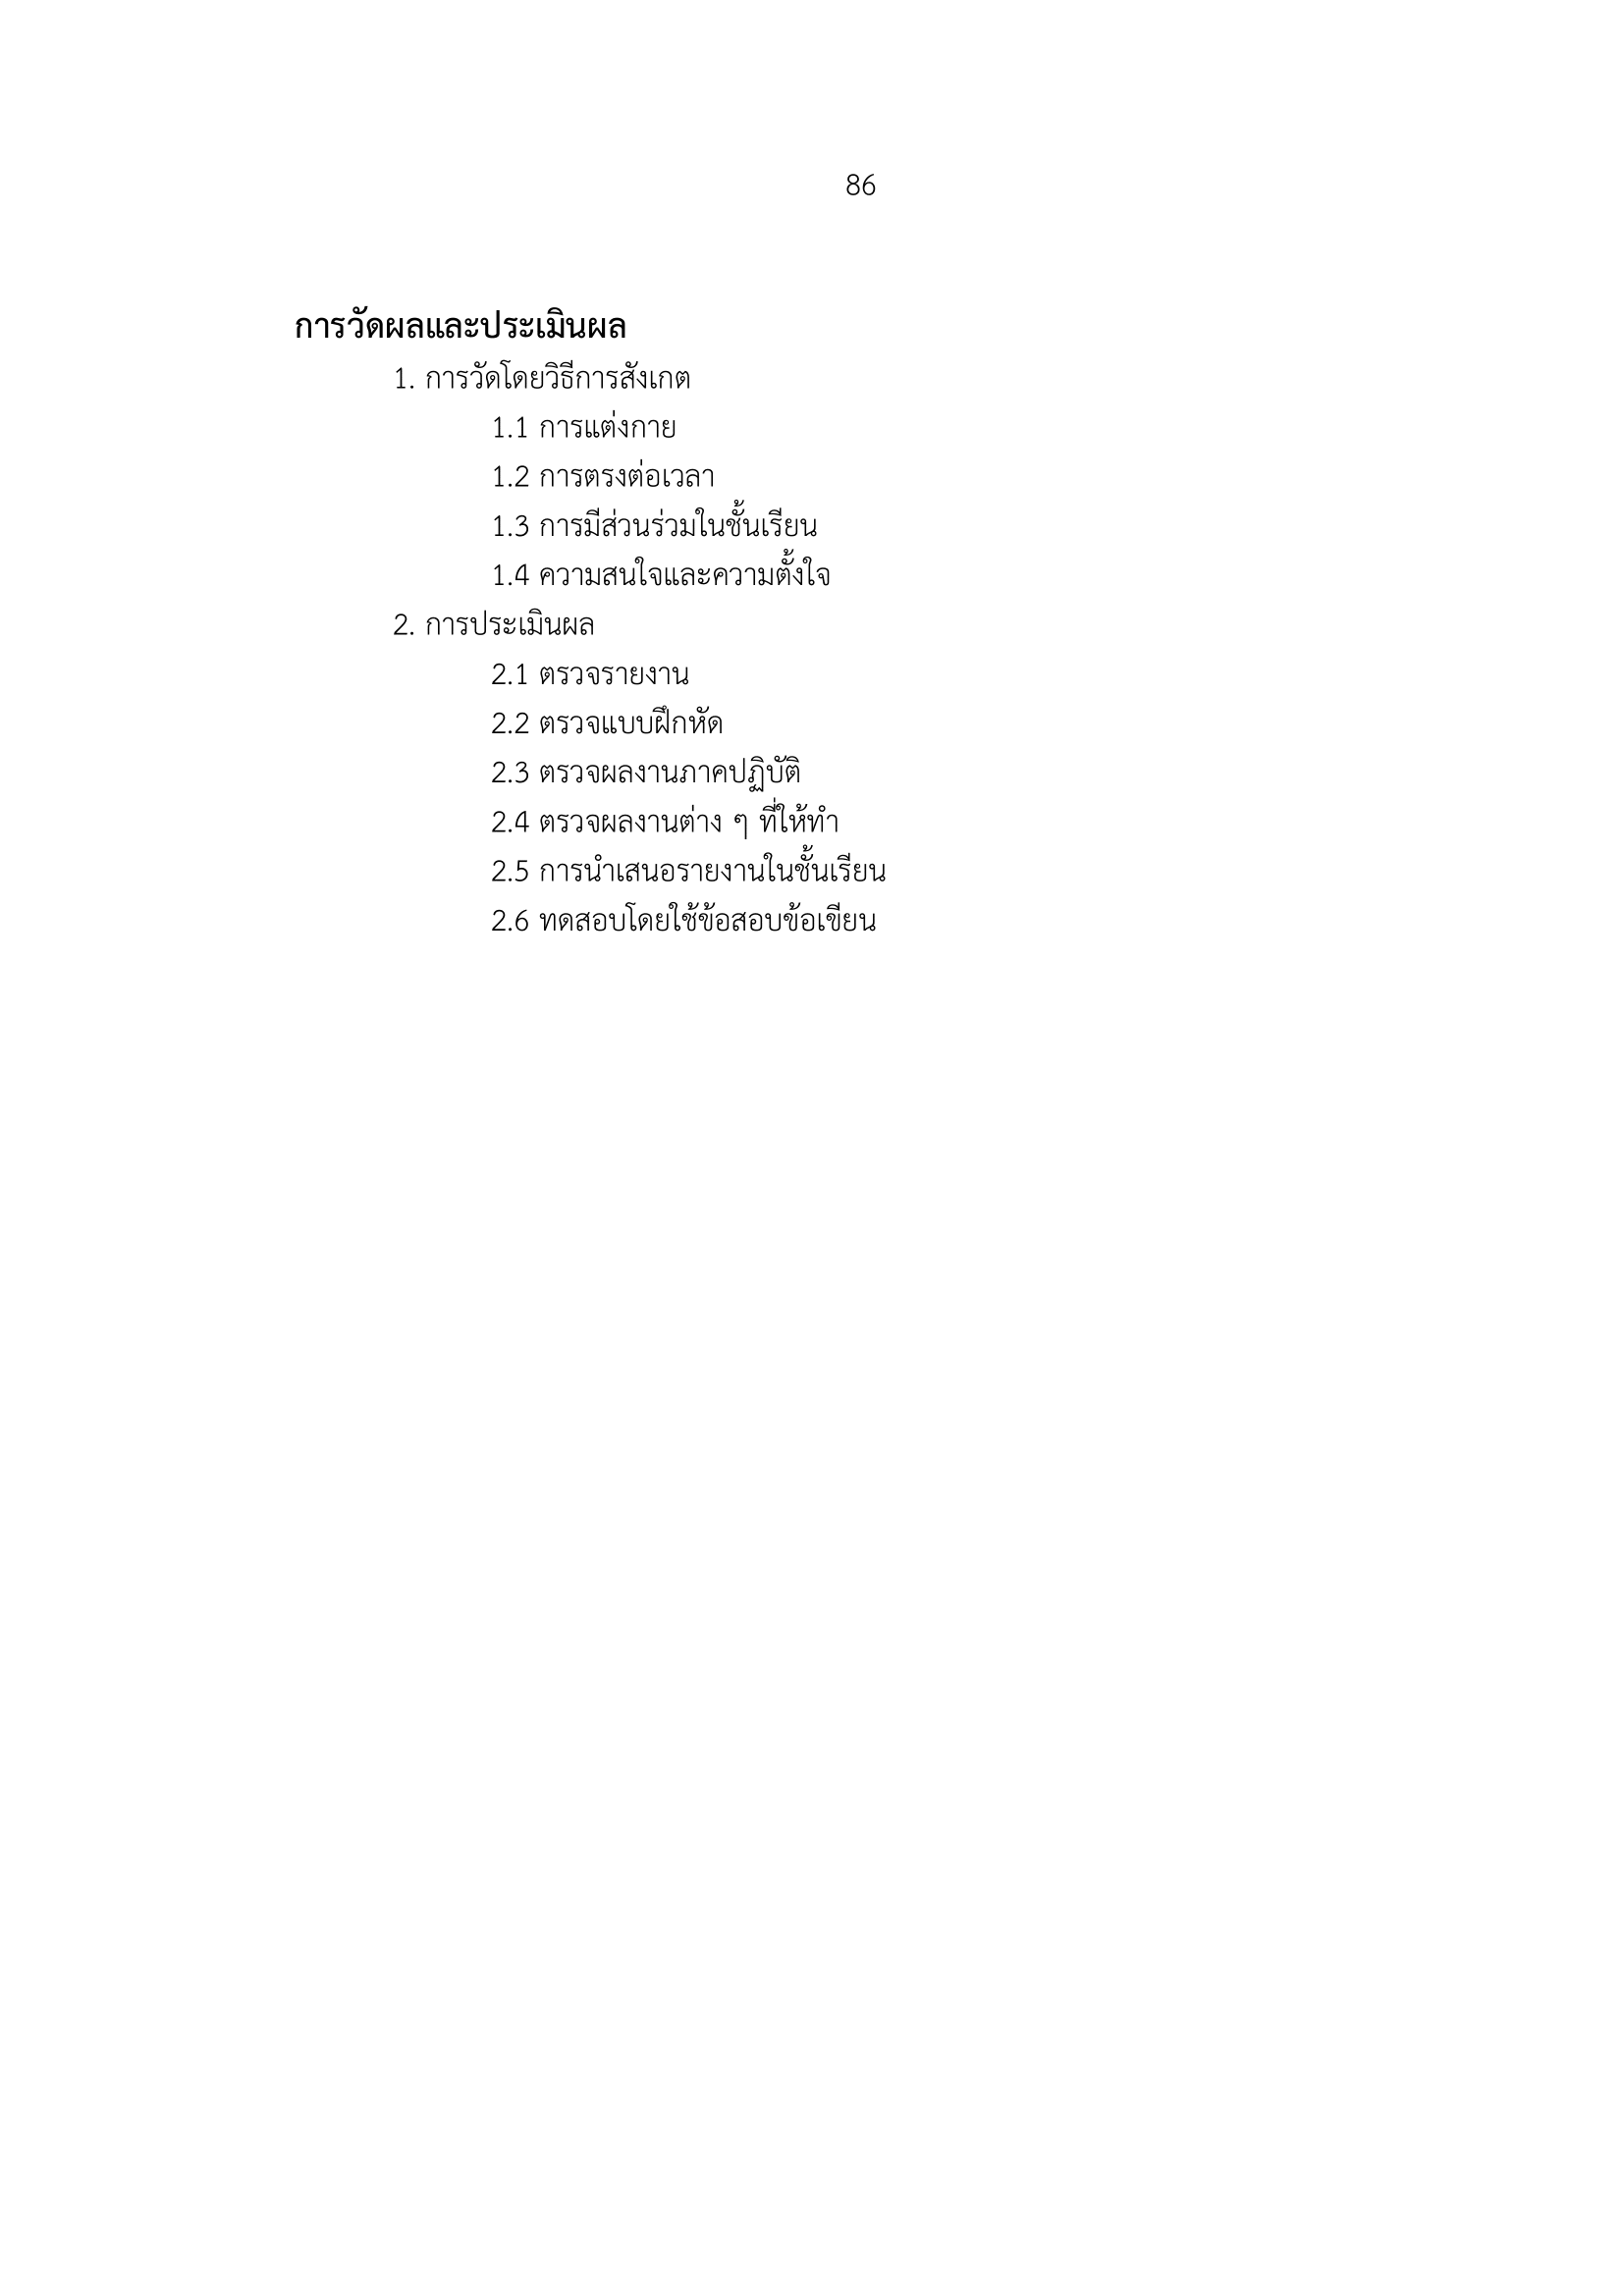 86
การวัดผลและประเมินผล
1. การวัดโดยวิธีการสังเกต
1.1 การแต่งกาย
1.2 การตรงต่อเวลา
1.3 การมีส่วนร่วมในชั้นเรียน
1.4 ความสนใจและความตั้งใจ
2. การประเมินผล
2.1 ตรวจรายงาน
2.2 ตรวจแบบฝึกหัด
2.3 ตรวจผลงานภาคปฏิบัติ
2.4 ตรวจผลงานต่าง ๆ ที่ให้ทำ
2.5 การนำเสนอรายงานในชั้นเรียน
2.6 ทดสอบโดยใช้ข้อสอบข้อเขียน